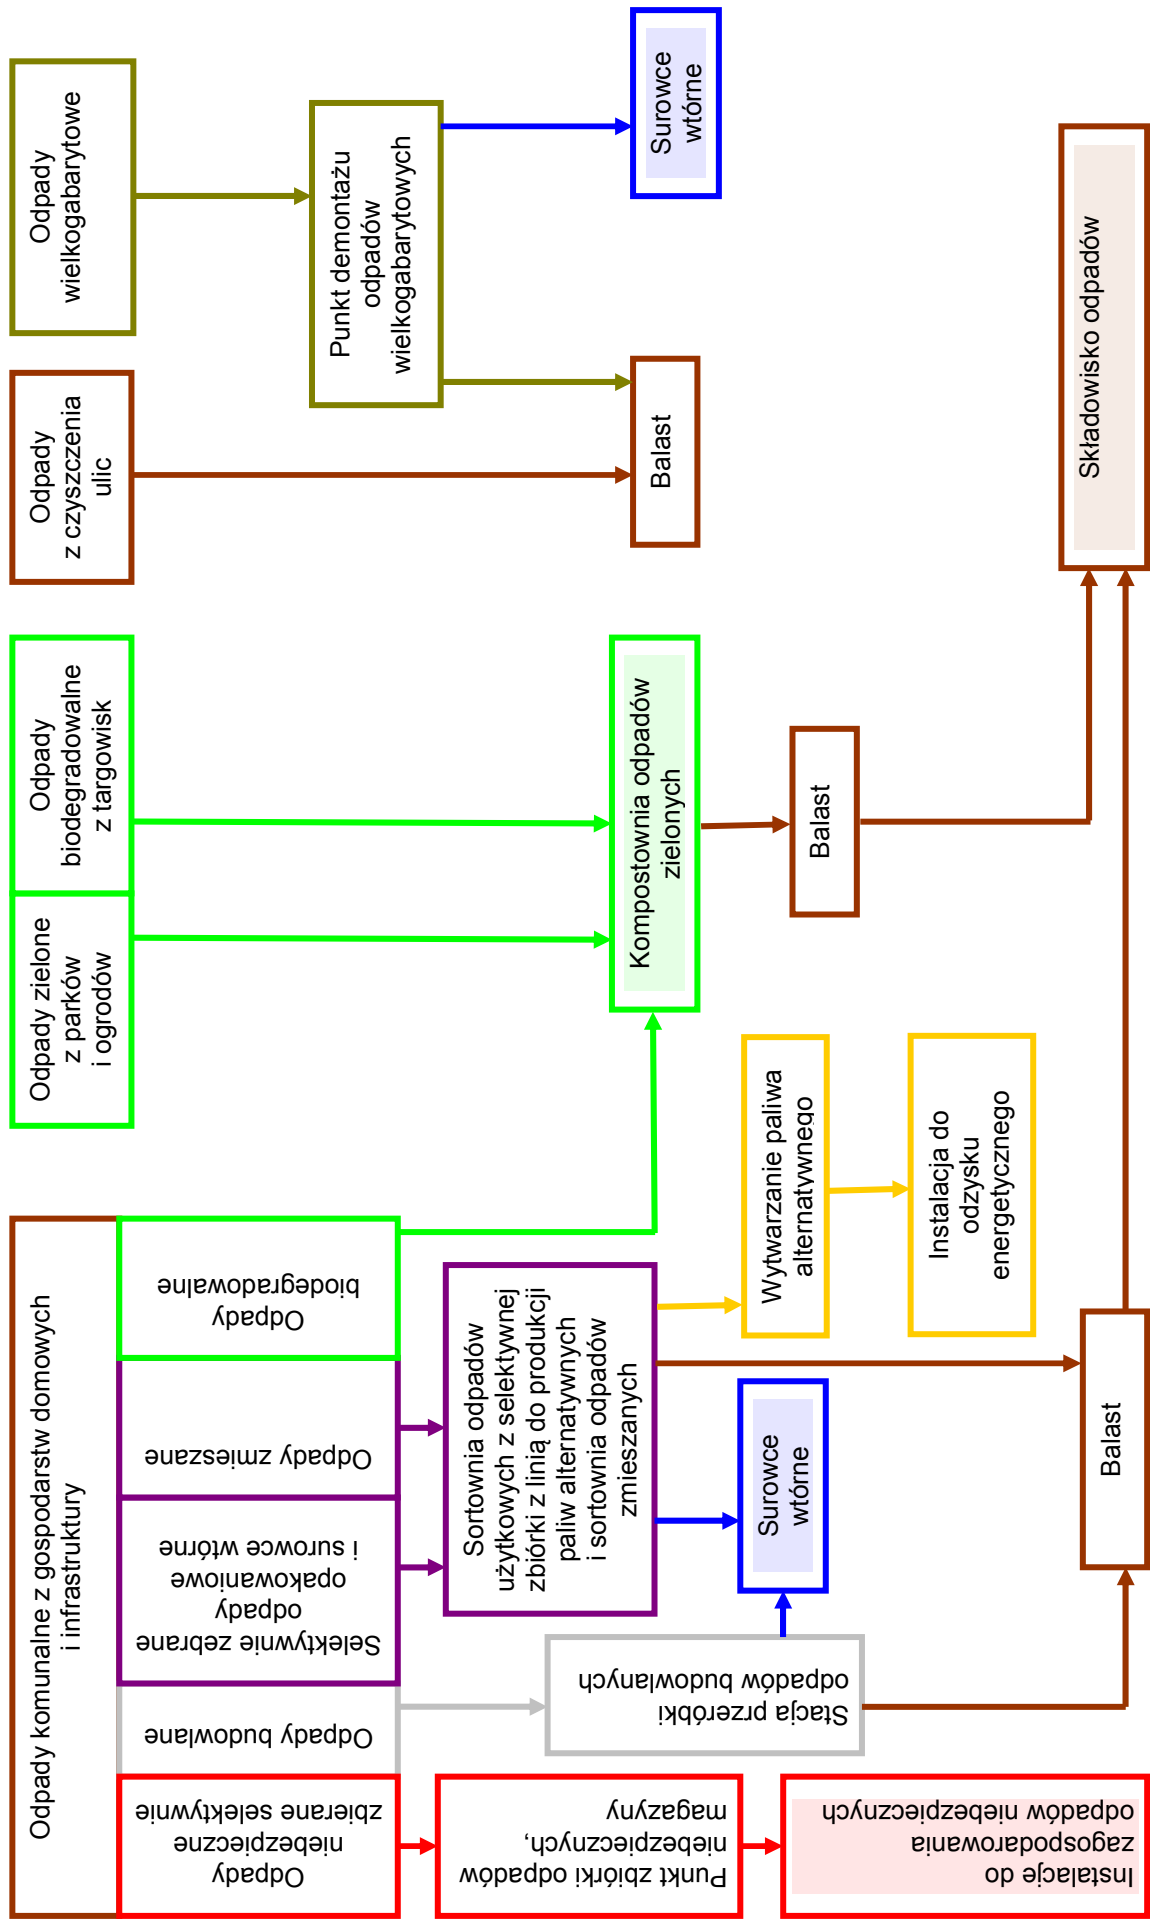 Odpady komunalne z gospodarstw domowych
i infrastruktury
Odpady
niebezpieczne
zbierane selektywnie
Odpady budowlane
Selektywnie zebrane
odpady
opakowaniowe
i surowce wtórne
Odpady zmieszane
Odpady
biodegradowalne
Odpady zielone
z parków
i ogrodów
Odpady
biodegradowalne
z targowisk
Odpady
z czyszczenia
ulic
Odpady
wielkogabarytowe
Punkt zbiórki odpadów
niebezpiecznych,
magazyny
Stacja przeróbki
odpadów budowlanych
Sortownia odpadów
użytkowych z selektywnej
zbiórki z linią do produkcji
paliw alternatywnych
i sortownia odpadów
zmieszanych
Kompostownia odpadów
zielonych
Punkt demontażu
odpadów
wielkogabarytowych
Balast
Surowce
wtórne
Instalacje do
zagospodarowania
odpadów niebezpiecznych
Surowce
wtórne
Wytwarzanie paliwa
alternatywnego
Balast
Instalacja do
odzysku
energetycznego
Balast
Składowisko odpadów